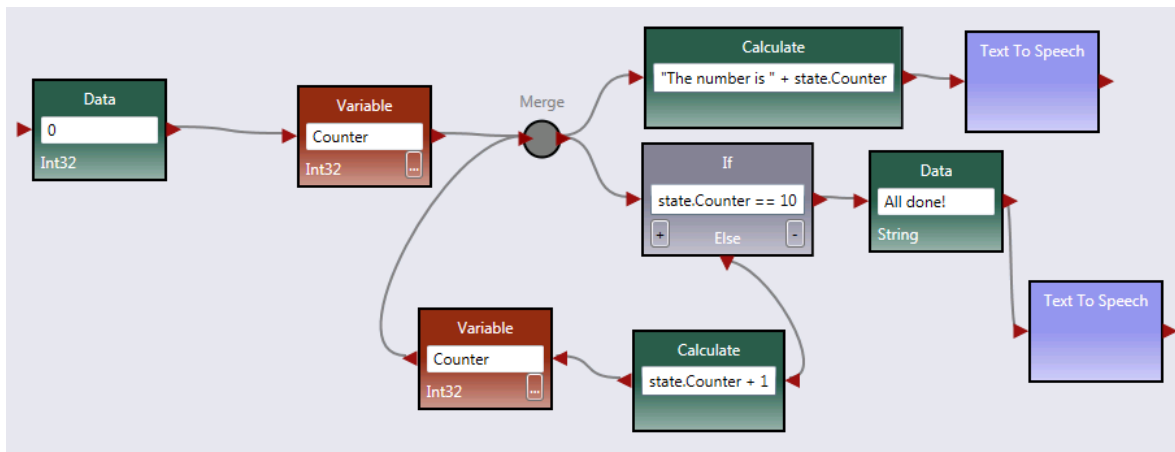 Data
0
Int32
Variable
Counter
Int32
...
Merge
Calculate
"The number is " + state.Counter
Text To Speech
If
state.Counter == 10
+
Else
-
Data
All done!
String
Text To Speech
Variable
Counter
Int32
...
Calculate
state.Counter + 1